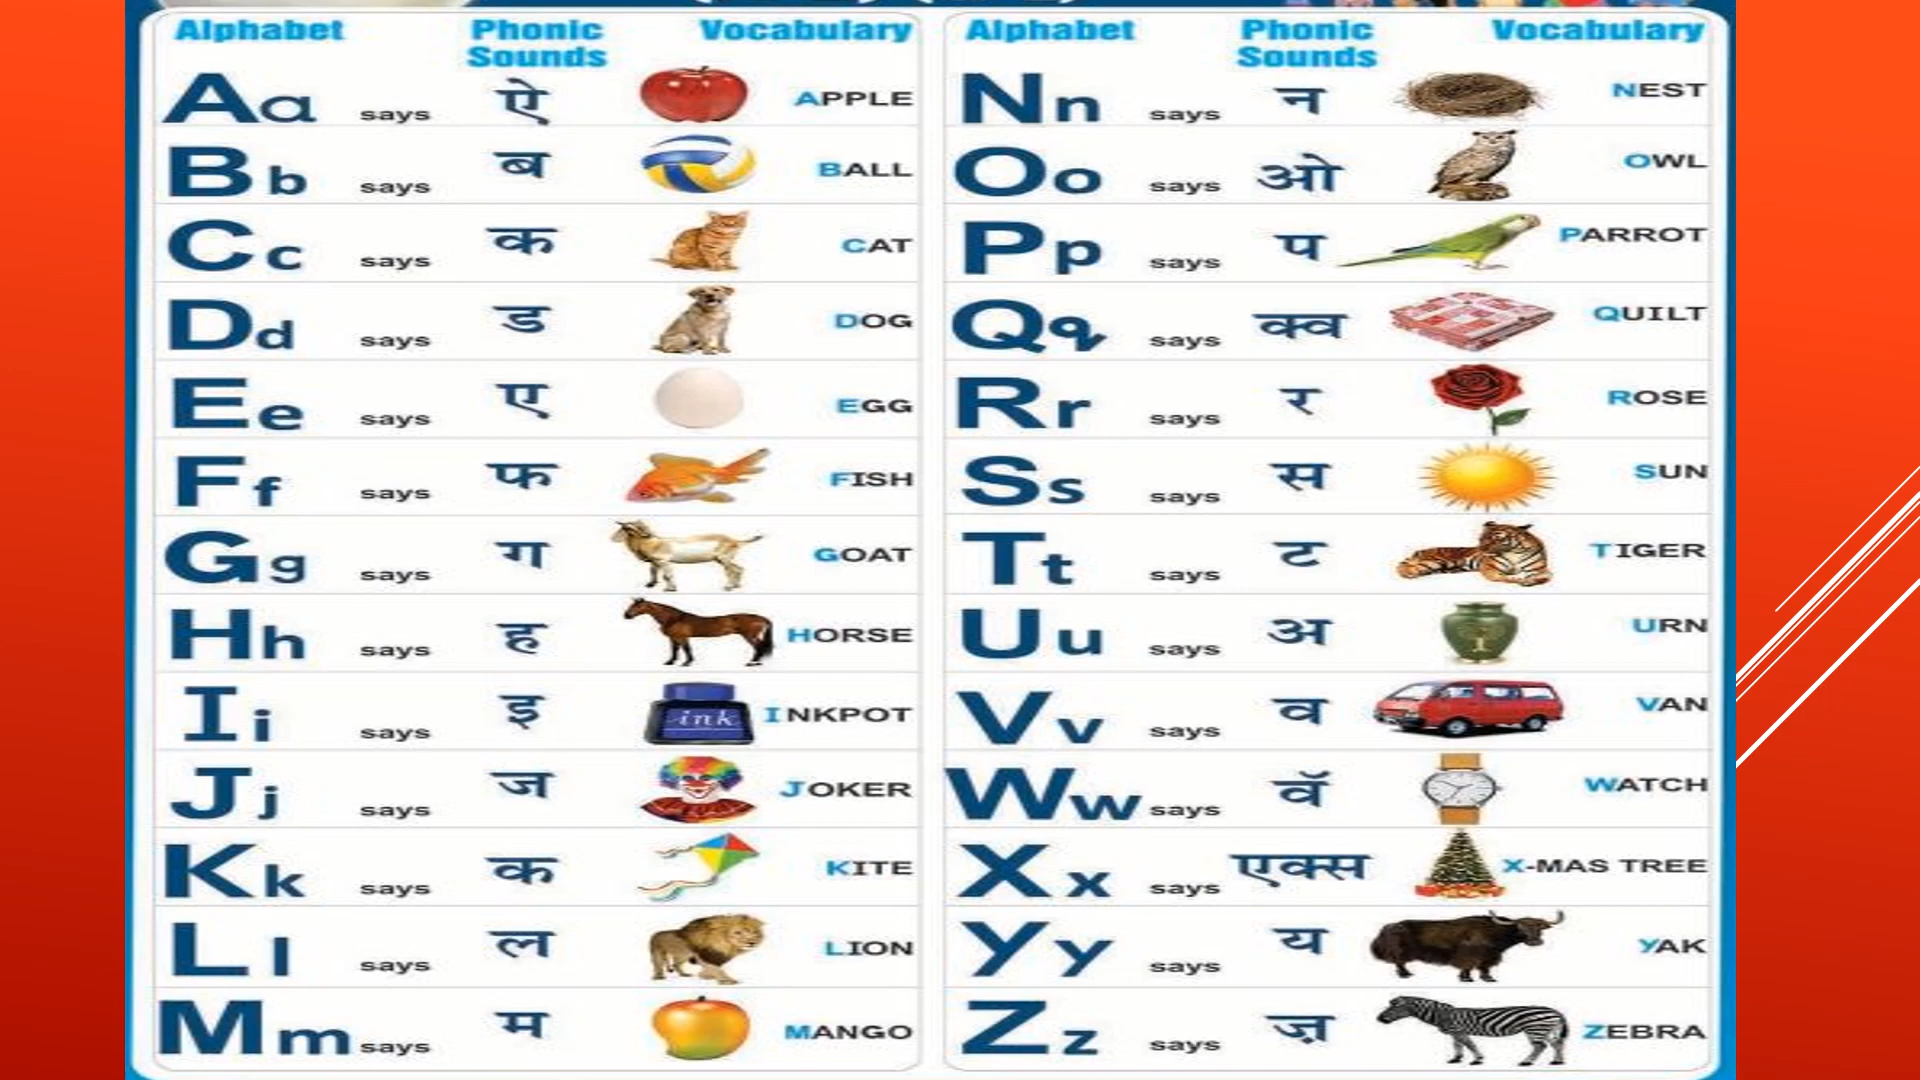 Alphabet Phonic Sounds Vocabulary
Aa says ऐ APPLE
Bb says ब BALL
Cc says क CAT
Dd says ड DOG
Ee says ए EGG
Ff says फ FISH
Gg says ग GOAT
Hh says ह HORSE
Ii says इ ink INKPOT
Jj says ज JOKER
Kk says क KITE
Ll says ल LION
Mm says म MANGO
Alphabet Phonic Sounds Vocabulary
Nn says न NEST
Oo says ओ OWL
Pp says प PARROT
Qq says क्व QUILT
Rr says र ROSE
Ss says स SUN
Tt says ट TIGER
Uu says अ URN
Vv says व VAN
Ww says वॅ WATCH
Xx says एक्स X-MAS TREE
Yy says य YAK
Zz says ज़ ZEBRA